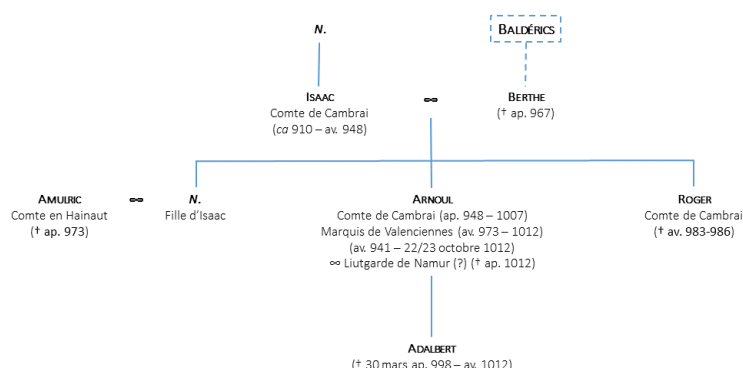 N.
BALDÉRICS
ISAAC
Comte de Cambrai
(ca 910 – av. 948)
∞
BERTHE
(† ap. 967)
AMULRIC
Comte en Hainaut
(† ap. 973)
∞
N.
Fille d'Isaac
ARNOUL
Comte de Cambrai (ap. 948 – 1007)
Marquis de Valenciennes (av. 973 – 1012)
(av. 941 – 22/23 octobre 1012)
∞ Liutgarde de Namur (?) († ap. 1012)
ROGER
Comte de Cambrai
(† av. 983-986)
ADALBERT
(† 30 mars ap. 998 – av. 1012)